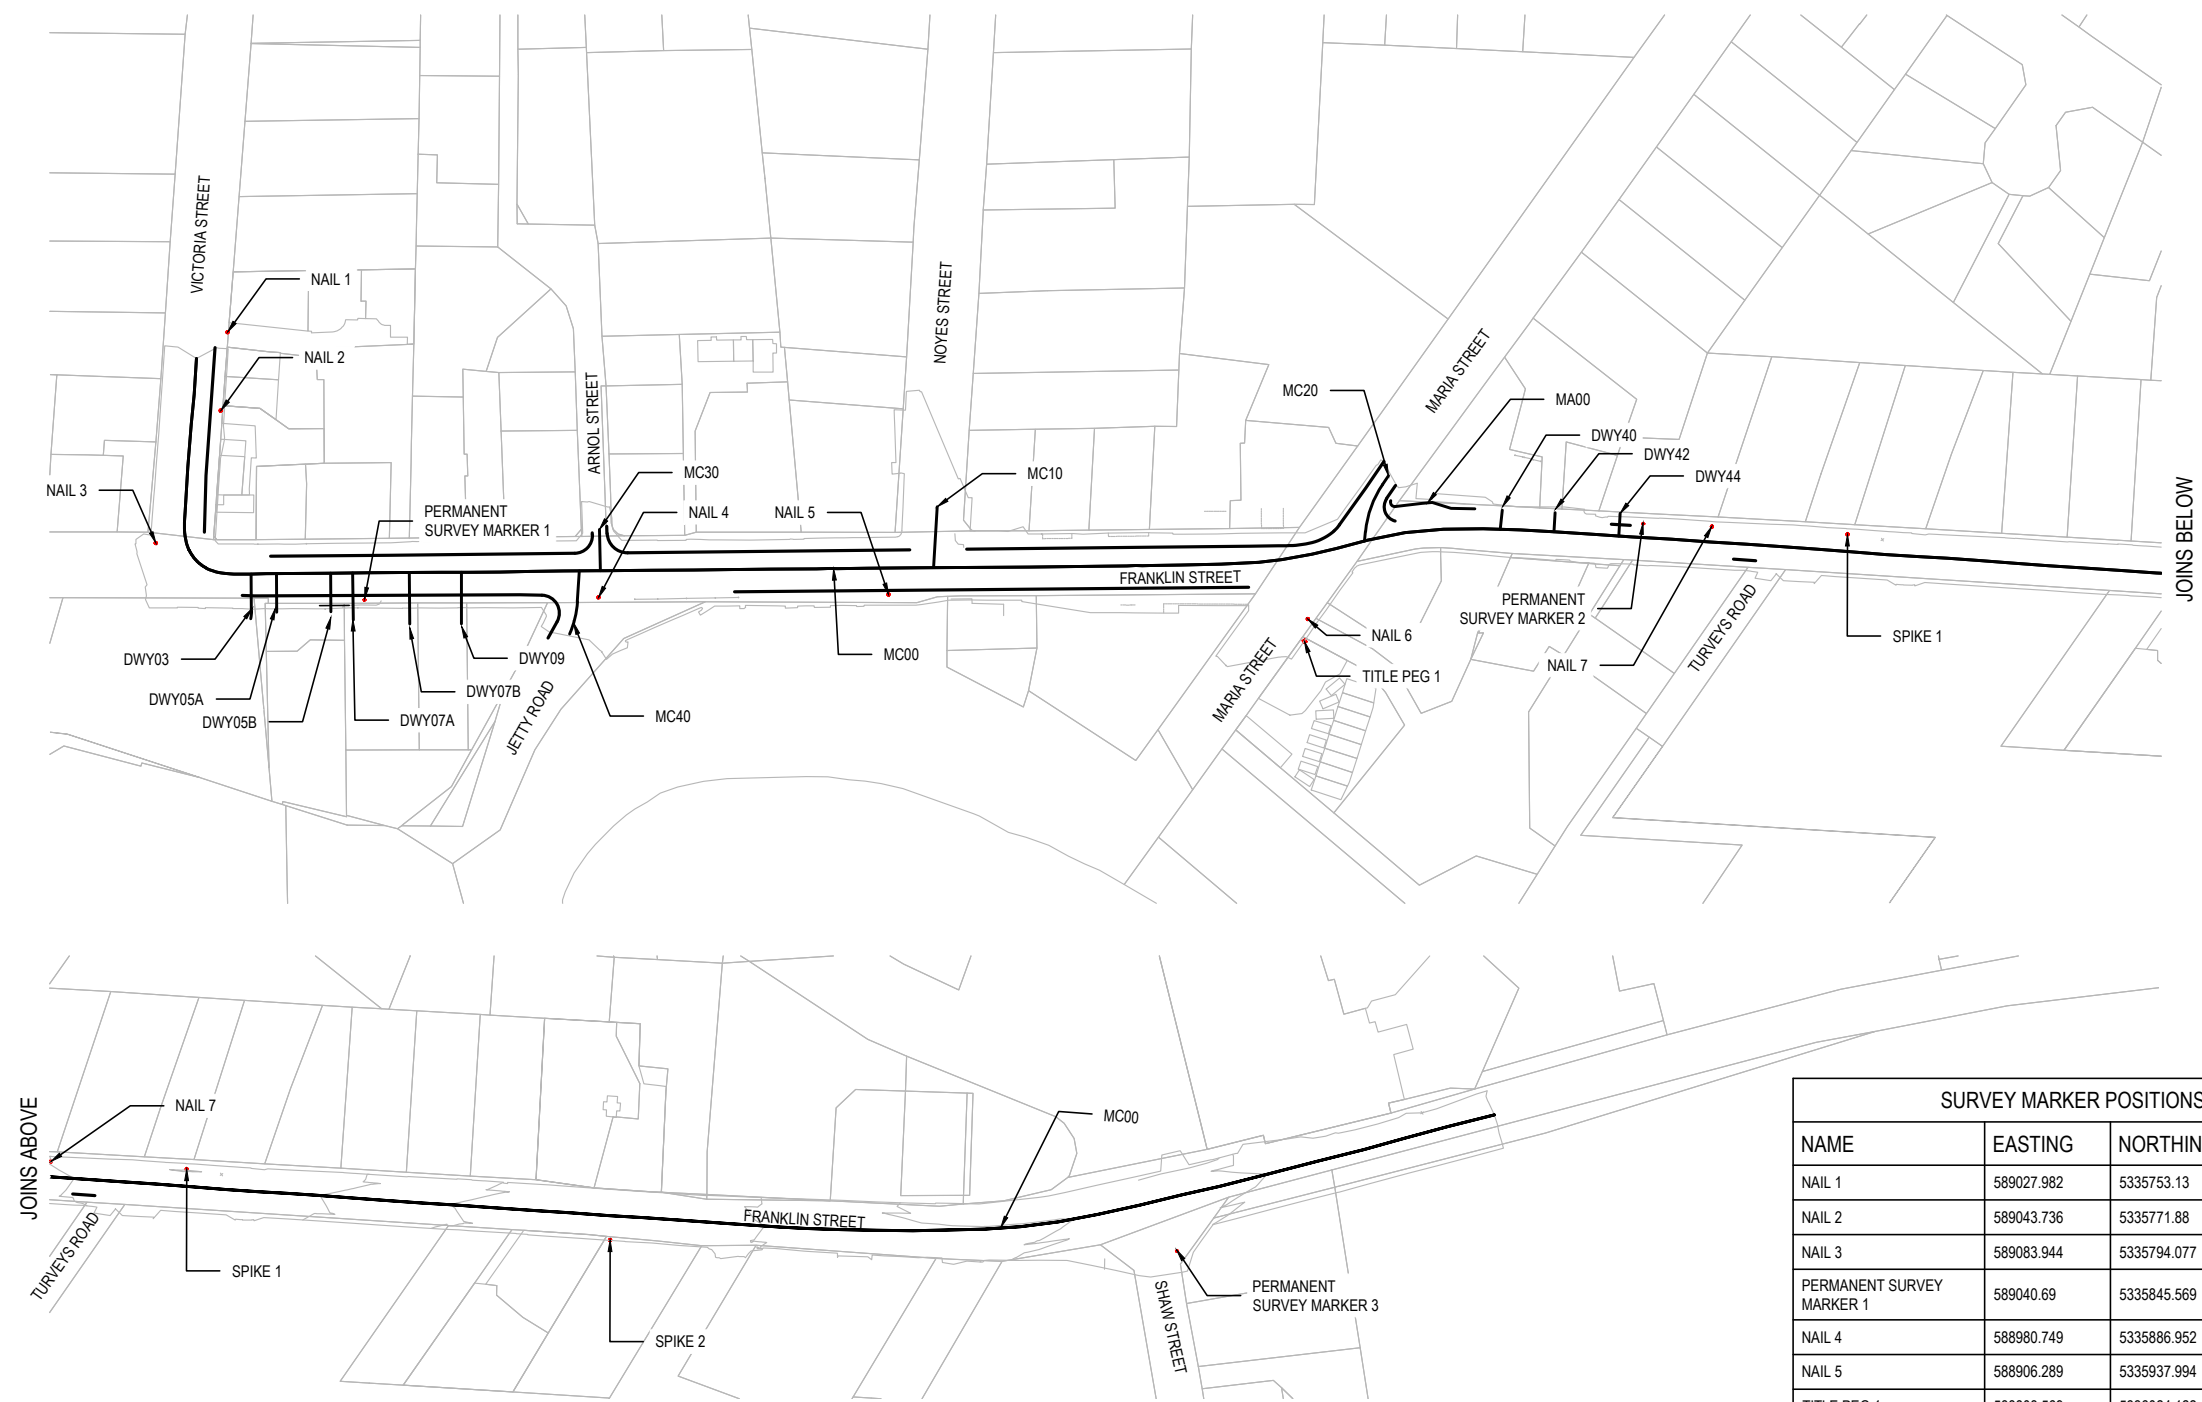 VICTORIA STREET
NAIL 1
NAIL 2
NAIL 3
PERMANENT
SURVEY MARKER 1
ARNOL STREET
MC30
NAIL 4
NAIL 5
NOYES STREET
MC10
MC20
MARIA STREET
MA00
DWY40
DWY42
DWY44
JOINS BELOW
FRANKLIN STREET
PERMANENT
SURVEY MARKER 2
NAIL 6
NAIL 7
TURVEYS ROAD
SPIKE 1
TITLE PEG 1
MARIA STREET
MC00
DWY03
DWY05A
DWY05B
DWY07A
DWY07B
DWY09
JETTY ROAD
MC40
JOINS ABOVE
NAIL 7
TURVEYS ROAD
SPIKE 1
SPIKE 2
FRANKLIN STREET
MC00
SHAW STREET
PERMANENT
SURVEY MARKER 3
SURVEY MARKER POSITIONS
NAME EASTING NORTHIN
NAIL 1 589027.982 5335753.13
NAIL 2 589043.736 5335771.88
NAIL 3 589083.944 5335794.077
PERMANENT SURVEY
MARKER 1 589040.69 5335845.569
NAIL 4 588980.749 5335886.952
NAIL 5 588906.289 5335937.994